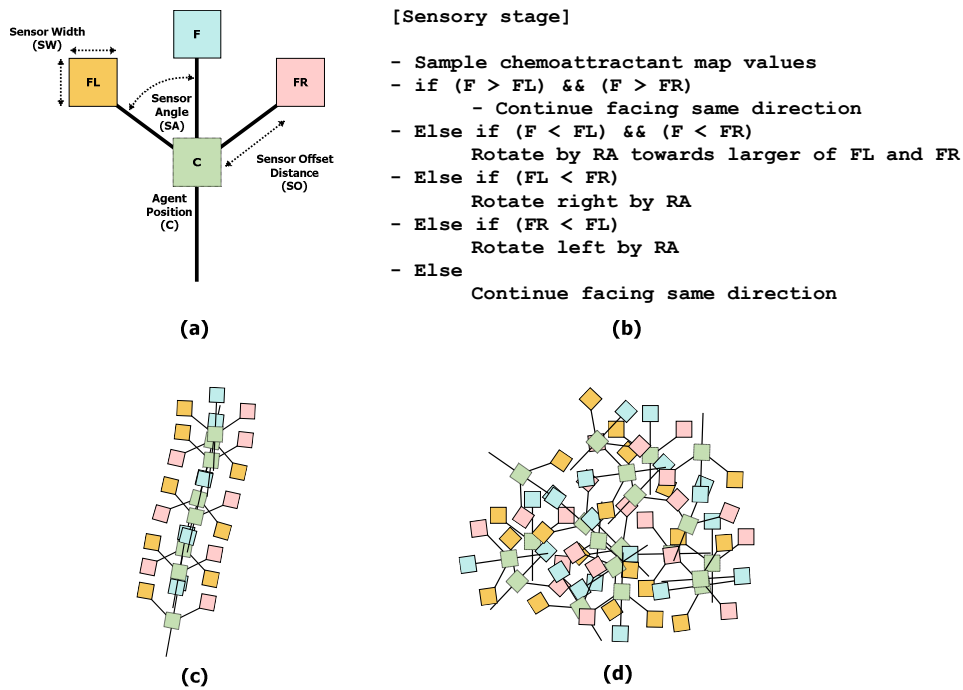 Sensor Width
(SW)
F
FL
FR
Sensor
Angle
(SA)
C
Sensor Offset
Distance
(SO)
Agent
Position
(C)
(a)
[Sensory stage]
- Sample chemoattractant map values
- if (F > FL) && (F > FR)
- Continue facing same direction
- Else if (F < FL) && (F < FR)
Rotate by RA towards larger of FL and FR
- Else if (FL < FR)
Rotate right by RA
- Else if (FR < FL)
Rotate left by RA
- Else
Continue facing same direction
(b)
(c)
(d)